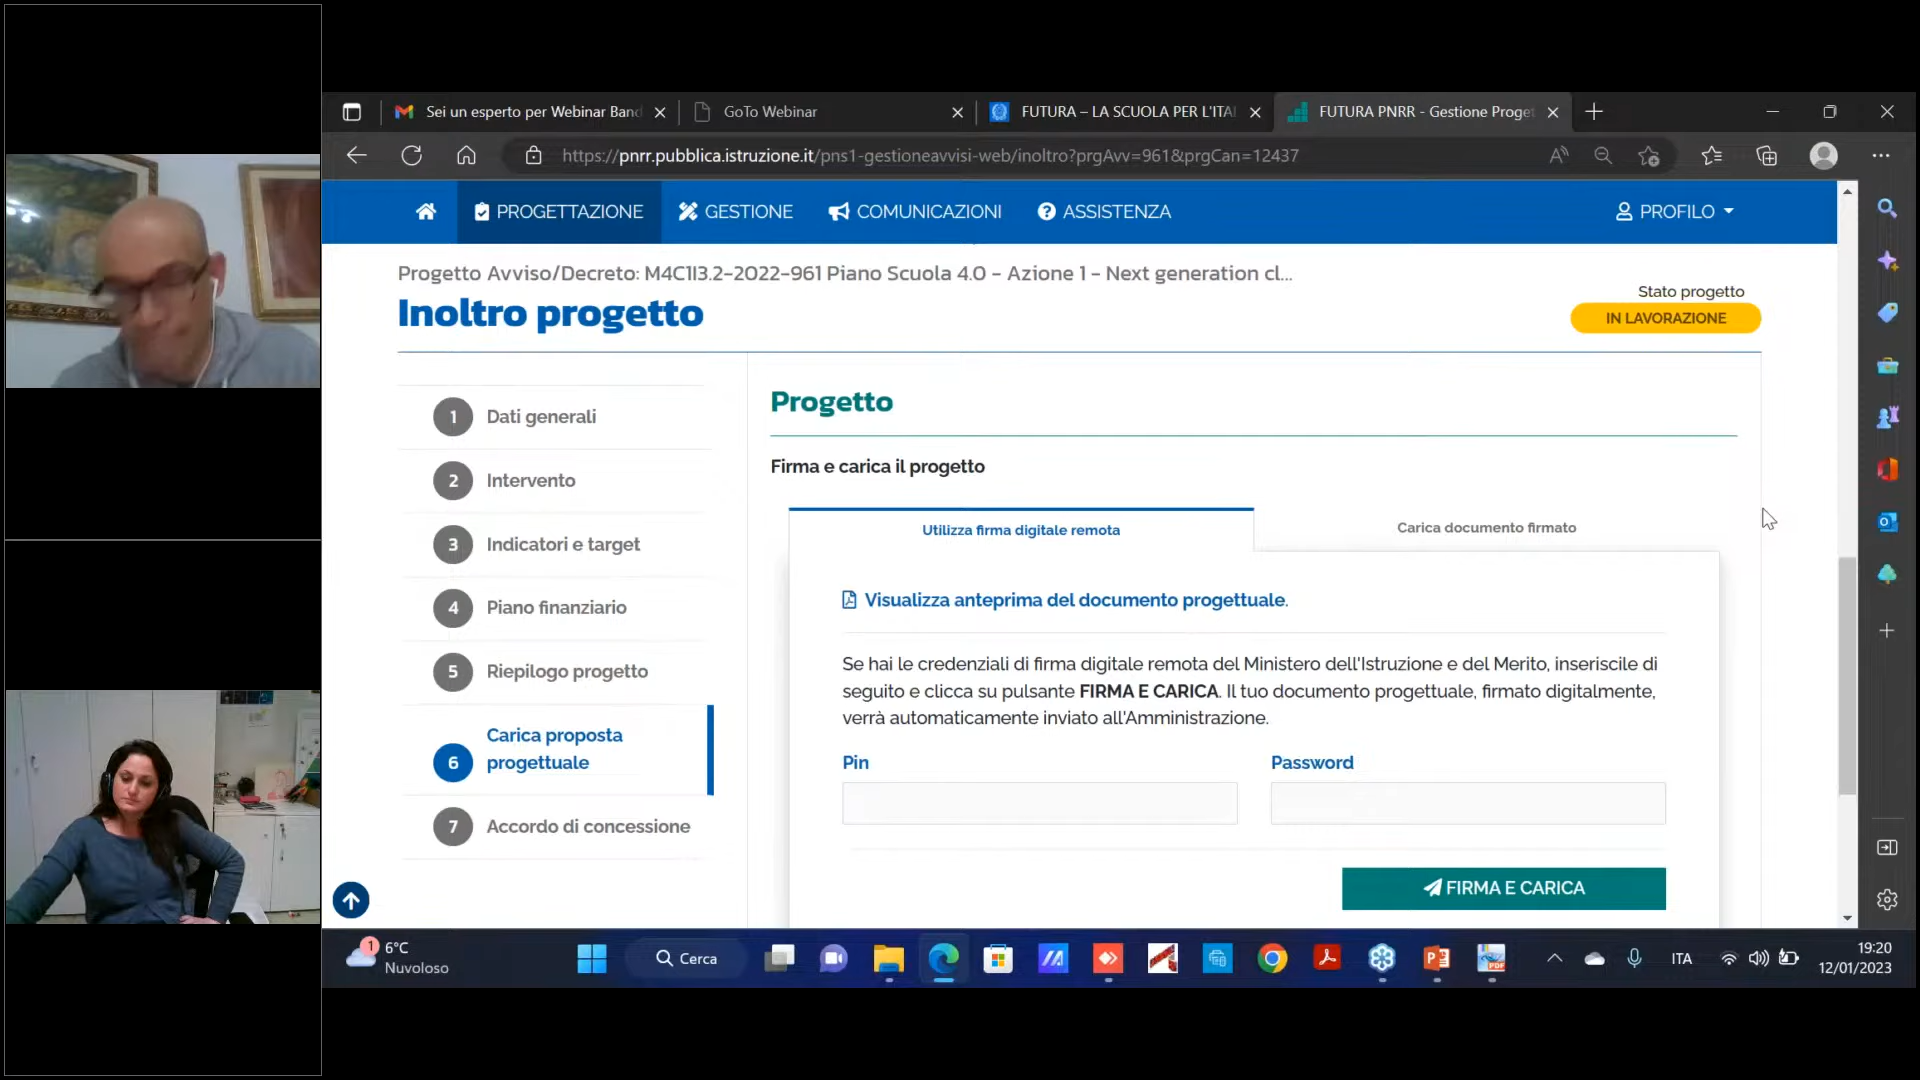 Sei un esperto per Webinar Band
GoTo Webinar
FUTURA – LA SCUOLA PER L'ITAL
FUTURA PNRR - Gestione Proget
https://pnrr.pubblica.istruzione.it/pns1-gestioneavvisi-web/inoltro?prgAvv=961&prgCan=12437
PROGETTAZIONE
GESTIONE
COMUNICAZIONI
ASSISTENZA
PROFILO
Progetto Avviso/Decreto: M4C1I3.2-2022-961 Piano Scuola 4.0 - Azione 1 - Next generation cl...
Inoltro progetto
Stato progetto
IN LAVORAZIONE
1 Dati generali
2 Intervento
3 Indicatori e target
4 Piano finanziario
5 Riepilogo progetto
6 Carica proposta
progettuale
7 Accordo di concessione
Progetto
Firma e carica il progetto
Utilizza firma digitale remota
Carica documento firmato
Visualizza anteprima del documento progettuale.
Se hai le credenziali di firma digitale remota del Ministero dell'Istruzione e del Merito, inseriscile di
seguito e clicca su pulsante FIRMA E CARICA. Il tuo documento progettuale, firmato digitalmente,
verrà automaticamente inviato all'Amministrazione.
Pin
Password
FIRMA E CARICA
1
6°C
Nuvoloso
Cerca
ITA
19:20
12/01/2023